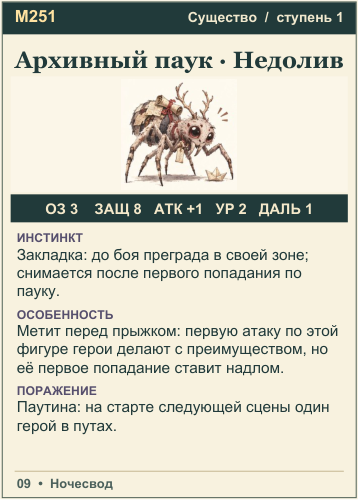 M251
Существо / ступень 1
Архивный паук · Недолив
ОЗ 3 ЗАЩ 8 АТК +1 УР 2 ДАЛЬ 1
ИНСТИНКТ
Закладка: до боя преграда в своей зоне;
снимается после первого попадания по
пауку.
ОСОБЕННОСТЬ
Метит перед прыжком: первую атаку по этой
фигуре герои делают с преимуществом, но
её первое попадание ставит надлом.
ПОРАЖЕНИЕ
Паутина: на старте следующей сцены один
герой в путах.
09 • Ночесвод